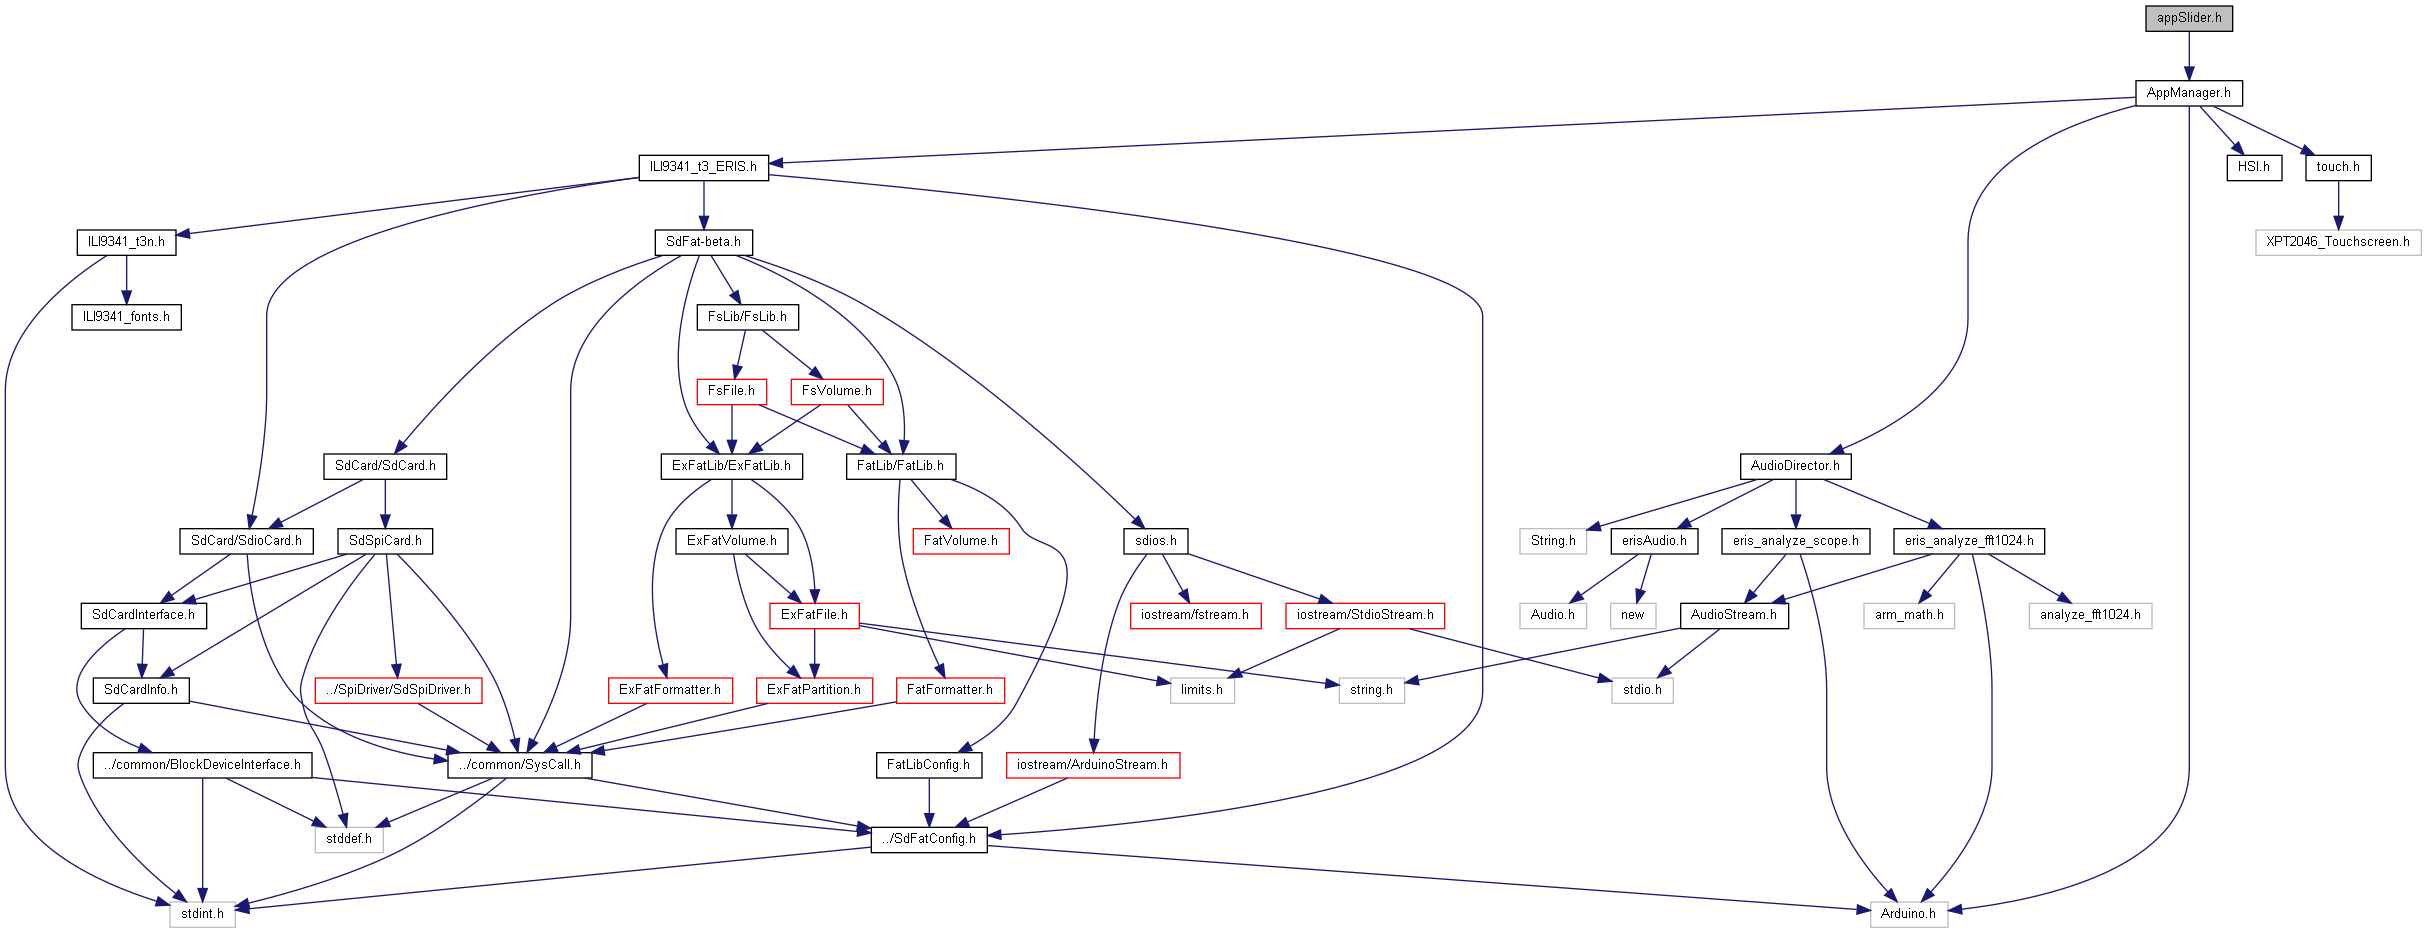 appSlider.h
AppManager.h
ILI9341_t3_ERIS.h
HSI.h
touch.h
ILI9341_t3n.h
SdFat-beta.h
XPT2046_Touchscreen.h
ILI9341_fonts.h
FsLib/FsLib.h
FsFile.h
FsVolume.h
SdCard/SdCard.h
ExFatLib/ExFatLib.h
FatLib/FatLib.h
AudioDirector.h
SdCard/SdioCard.h
SdSpiCard.h
ExFatVolume.h
FatVolume.h
sdios.h
String.h
erisAudio.h
eris_analyze_scope.h
eris_analyze_fft1024.h
SdCardInterface.h
ExFatFile.h
iostream/fstream.h
iostream/StdioStream.h
Audio.h
new
AudioStream.h
arm_math.h
analyze_fft1024.h
SdCardInfo.h
../SpiDriver/SdSpiDriver.h
ExFatFormatter.h
ExFatPartition.h
FatFormatter.h
limits.h
string.h
stdio.h
../common/BlockDeviceInterface.h
../common/SysCall.h
FatLibConfig.h
iostream/ArduinoStream.h
stddef.h
../SdFatConfig.h
stdint.h
Arduino.h